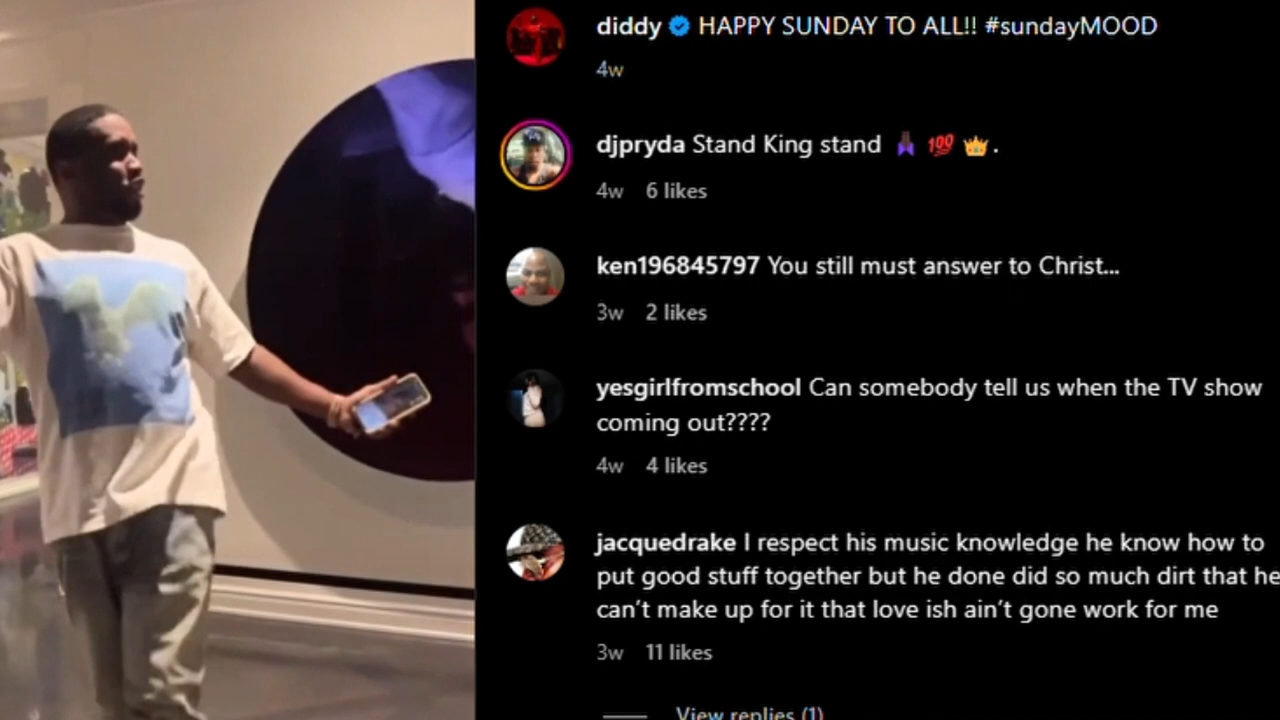 diddy HAPPY SUNDAY TO ALL!! #sundayMOOD
4w
djpryda Stand King stand 💯 👑 .
4w 6 likes
ken196845797 You still must answer to Christ...
3w 2 likes
yesgirlfromschool Can somebody tell us when the TV show
coming out????
4w 4 likes
jacquedrake I respect his music knowledge he know how to
put good stuff together but he done did so much dirt that he
can't make up for it that love ish ain't gone work for me
3w 11 likes
View replies (1)